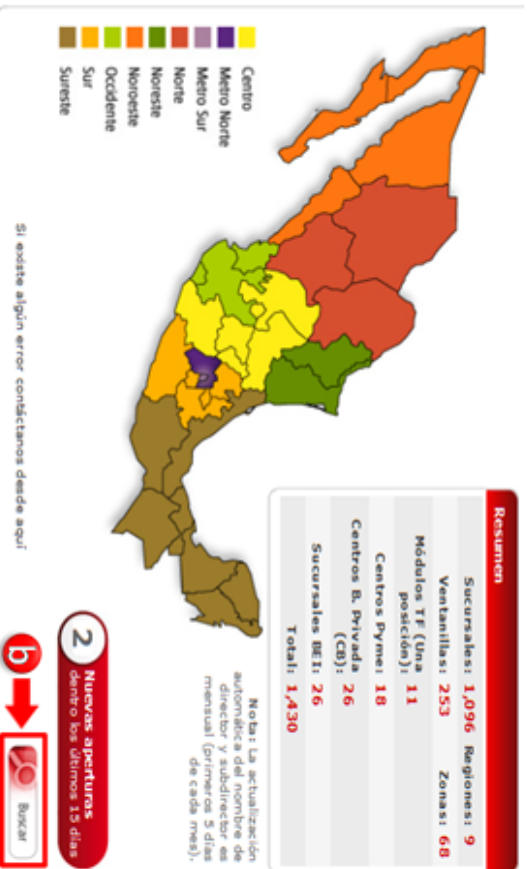 Resumen
Sucursales: 1,096 Regiones: 9
Ventanillas: 253 Zonas: 68
Módulos TF (Una
posición): 11
Centros Pyme: 18
Centros B. Privada
(CB): 26
Sucursales BEI: 26
Total: 1,430
Nota: La actualización
automática del nombre de
director y subdirector es
mensual (primeros 5 días
de cada mes).
Centro
Metro Norte
Metro Sur
Norte
Noreste
Noroeste
Occidente
Sur
Sureste
2 Nuevas aperturas
dentro los últimos 15 días
Si existe algún error contáctanos desde aquí
b
Buscar